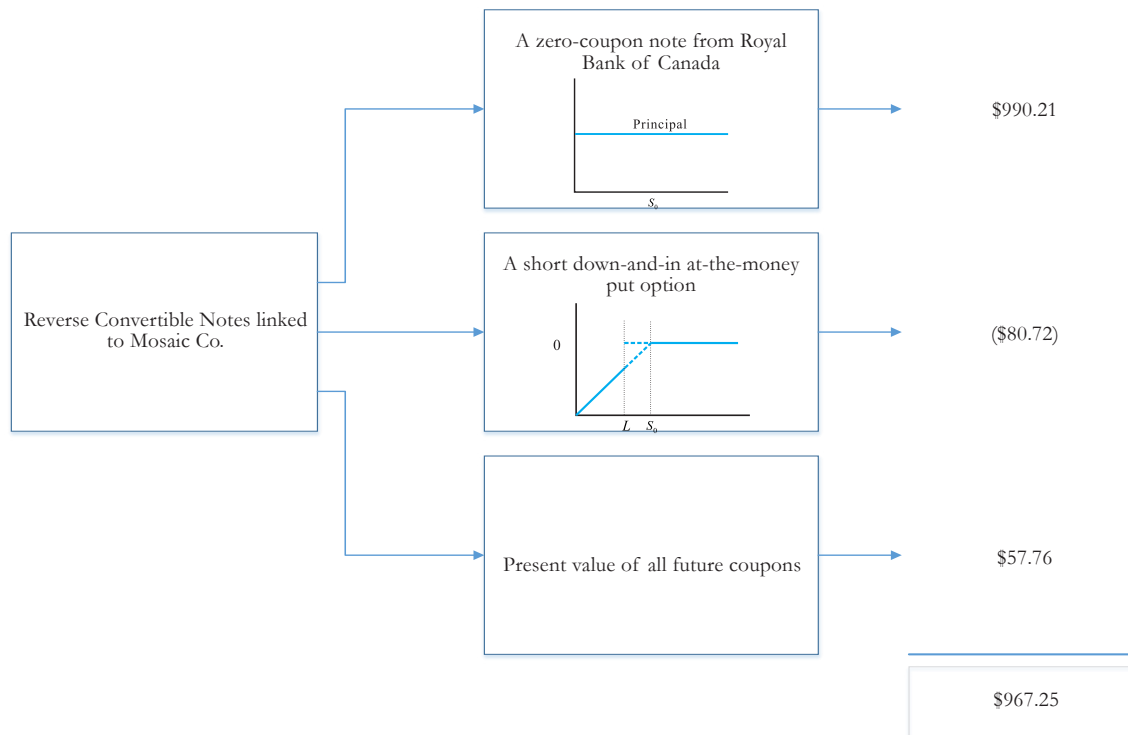 A zero-coupon note from Royal
Bank of Canada
Principal
S₀
$990.21
Reverse Convertible Notes linked
to Mosaic Co.
A short down-and-in at-the-money
put option
0
L S₀
($80.72)
Present value of all future coupons
$57.76
$967.25